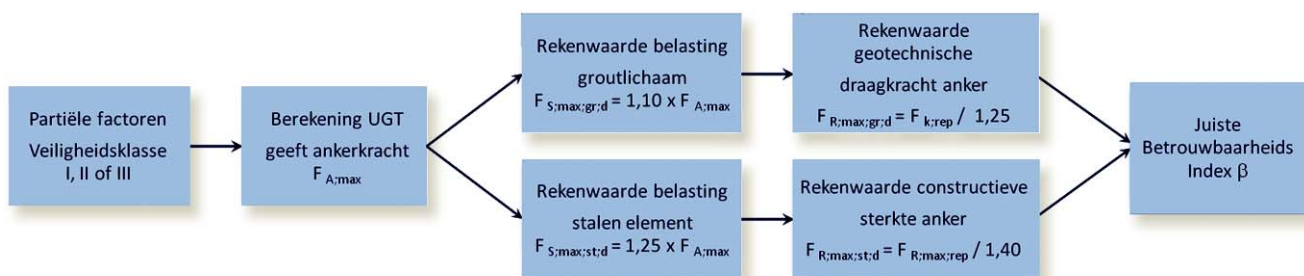 Partiële factoren
Veiligheidsklasse
I, II of III
Berekening UGT
geeft ankerkracht
F A;max
Rekenwaarde belasting
groutlichaam
F S;max;gr;d = 1,10 x F A;max
Rekenwaarde
geotechnische
draagkracht anker
F R;max;gr;d = F k;rep / 1,25
Rekenwaarde belasting
stalen element
F S;max;st;d = 1,25 x F A;max
Rekenwaarde constructieve
sterkte anker
F R;max;st;d = F R;max;rep / 1,40
Juiste
Betrouwbaarheids
Index β